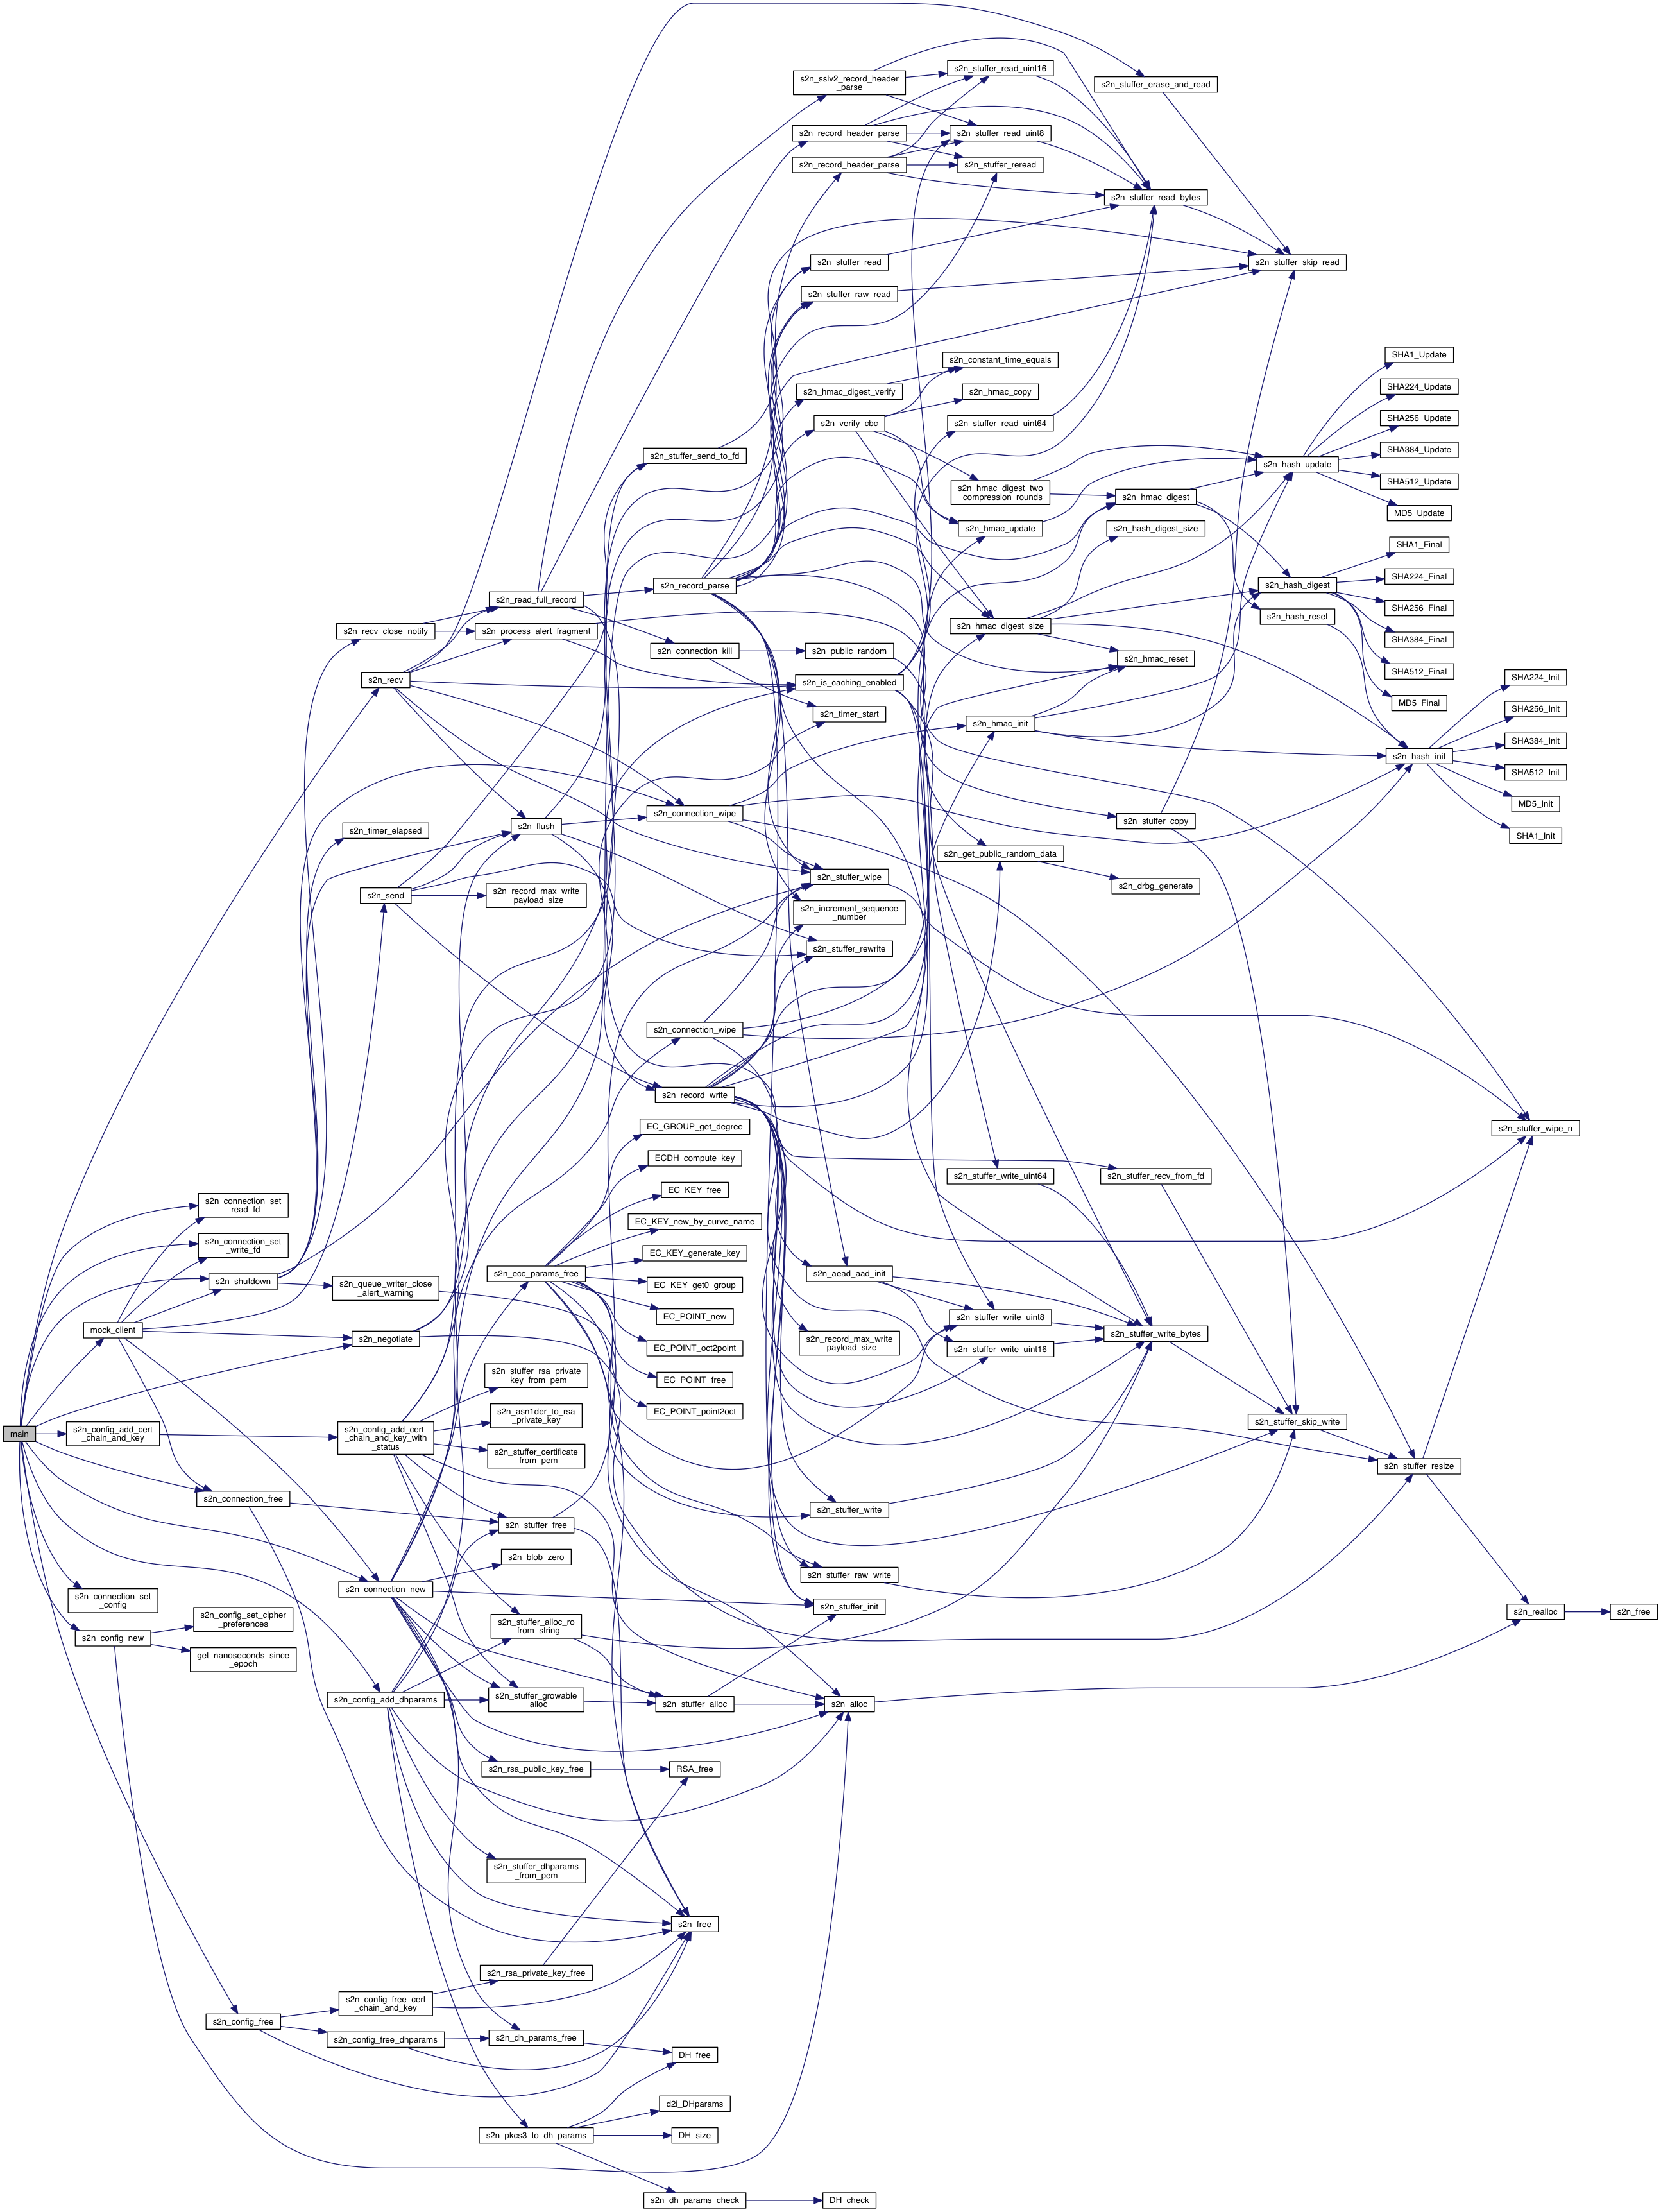 s2n_sslv2_record_header
_parse
s2n_stuffer_read_uint16
s2n_stuffer_erase_and_read
s2n_record_header_parse
s2n_stuffer_read_uint8
s2n_record_header_parse
s2n_stuffer_reread
s2n_stuffer_read_bytes
s2n_stuffer_read
s2n_stuffer_skip_read
s2n_stuffer_raw_read
s2n_constant_time_equals
SHA1_Update
s2n_hmac_digest_verify
s2n_hmac_copy
SHA224_Update
s2n_verify_cbc
s2n_stuffer_read_uint64
SHA256_Update
s2n_stuffer_send_to_fd
SHA384_Update
s2n_hash_update
SHA512_Update
s2n_hmac_digest_two
_compression_rounds
s2n_hmac_digest
MD5_Update
s2n_hmac_update
s2n_hash_digest_size
SHA1_Final
s2n_record_parse
s2n_hash_digest
SHA224_Final
s2n_read_full_record
SHA256_Final
s2n_hash_reset
s2n_recv_close_notify
s2n_process_alert_fragment
s2n_hmac_digest_size
SHA384_Final
s2n_connection_kill
s2n_public_random
s2n_hmac_reset
SHA512_Final
s2n_recv
s2n_is_caching_enabled
SHA224_Init
MD5_Final
s2n_timer_start
s2n_hmac_init
SHA256_Init
SHA384_Init
s2n_hash_init
SHA512_Init
MD5_Init
s2n_connection_wipe
s2n_stuffer_copy
s2n_timer_elapsed
s2n_flush
SHA1_Init
s2n_get_public_random_data
s2n_stuffer_wipe
s2n_drbg_generate
s2n_send
s2n_record_max_write
_payload_size
s2n_increment_sequence
_number
s2n_stuffer_rewrite
s2n_connection_wipe
s2n_record_write
EC_GROUP_get_degree
s2n_stuffer_wipe_n
ECDH_compute_key
s2n_stuffer_write_uint64
s2n_stuffer_recv_from_fd
EC_KEY_free
s2n_connection_set
_read_fd
EC_KEY_new_by_curve_name
s2n_connection_set
_write_fd
EC_KEY_generate_key
s2n_shutdown
s2n_queue_writer_close
_alert_warning
s2n_ecc_params_free
EC_KEY_get0_group
s2n_aead_aad_init
EC_POINT_new
s2n_stuffer_write_uint8
mock_client
s2n_negotiate
EC_POINT_oct2point
s2n_record_max_write
_payload_size
s2n_stuffer_write_uint16
s2n_stuffer_write_bytes
s2n_stuffer_rsa_private
_key_from_pem
EC_POINT_free
s2n_asn1der_to_rsa
_private_key
EC_POINT_point2oct
main
s2n_config_add_cert
_chain_and_key
s2n_config_add_cert
_chain_and_key_with
_status
s2n_stuffer_certificate
_from_pem
s2n_stuffer_skip_write
s2n_stuffer_resize
s2n_connection_free
s2n_stuffer_write
s2n_stuffer_free
s2n_blob_zero
s2n_stuffer_raw_write
s2n_connection_set
_config
s2n_connection_new
s2n_stuffer_init
s2n_realloc
s2n_free
s2n_config_set_cipher
_preferences
s2n_stuffer_alloc_ro
_from_string
s2n_config_new
get_nanoseconds_since
_epoch
s2n_config_add_dhparams
s2n_stuffer_growable
_alloc
s2n_stuffer_alloc
s2n_alloc
s2n_rsa_public_key_free
RSA_free
s2n_stuffer_dhparams
_from_pem
s2n_free
s2n_rsa_private_key_free
s2n_config_free_cert
_chain_and_key
s2n_config_free
s2n_config_free_dhparams
s2n_dh_params_free
DH_free
d2i_DHparams
s2n_pkcs3_to_dh_params
DH_size
s2n_dh_params_check
DH_check